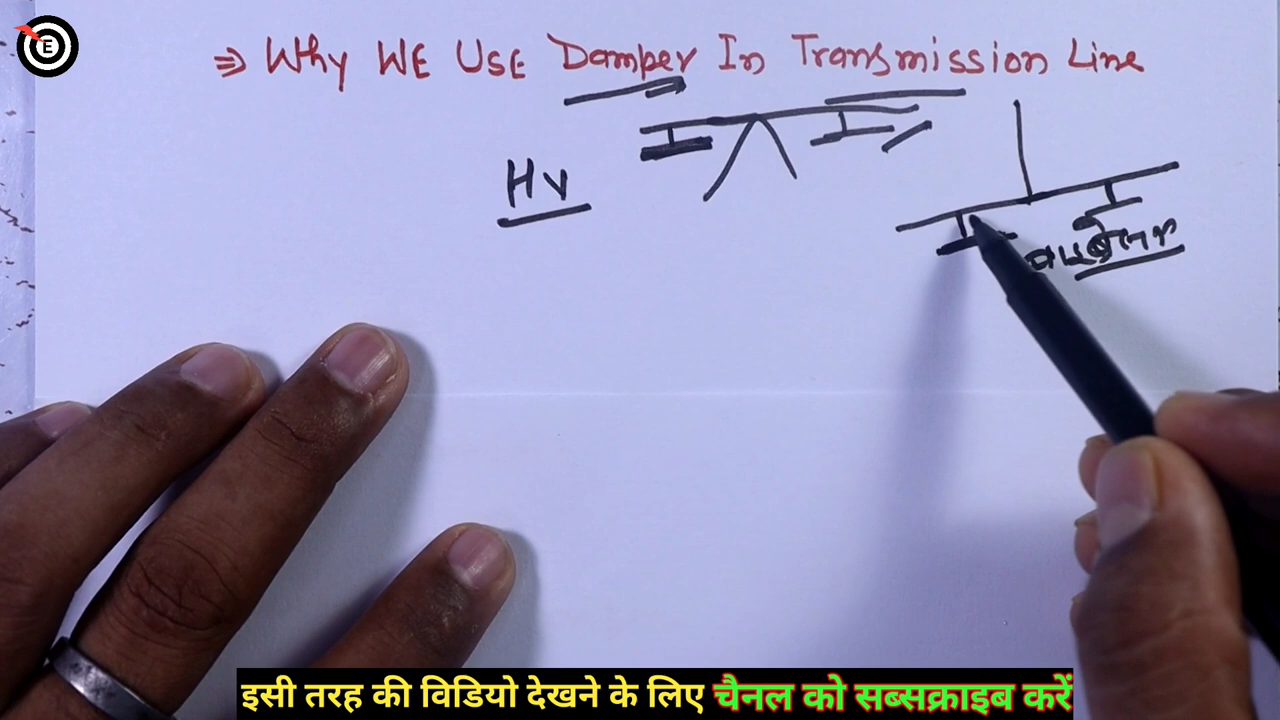 E
⇒ Why WE USE Damper In Transmission Line
HV
इसी तरह की विडियो देखने के लिए चैनल को सब्सक्राइब करें